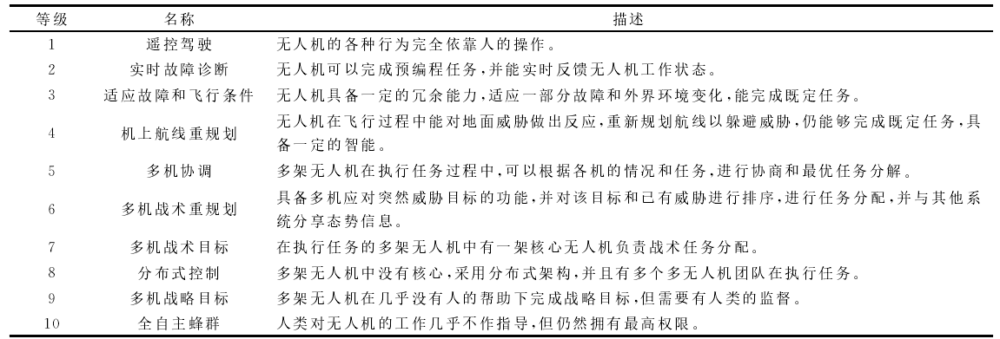 等级 名称 描述
1 遥控驾驶 无人机的各种行为完全依靠人的操作。
2 实时故障诊断 无人机可以完成预编程任务,并能实时反馈无人机工作状态。
3 适应故障和飞行条件 无人机具备一定的冗余能力,适应一部分故障和外界环境变化,能完成既定任务。
4 机上航线重规划 无人机在飞行过程中能对地面威胁做出反应,重新规划航线以躲避威胁,仍能够完成既定任务,具
备一定的智能。
5 多机协调 多架无人机在执行任务过程中,可以根据各机的情况和任务,进行协商和最优任务分解。
6 多机战术重规划 具备多机应对突然威胁目标的功能,并对该目标和已有威胁进行排序,进行任务分配,并与其他系
统分享态势信息。
7 多机战术目标 在执行任务的多架无人机中有一架核心无人机负责战术任务分配。
8 分布式控制 多架无人机中没有核心,采用分布式架构,并且有多个多无人机团队在执行任务。
9 多机战略目标 多架无人机在几乎没有人的帮助下完成战略目标,但需要有人类的监督。
10 全自主蜂群 人类对无人机的工作几乎不作指导,但仍然拥有最高权限。